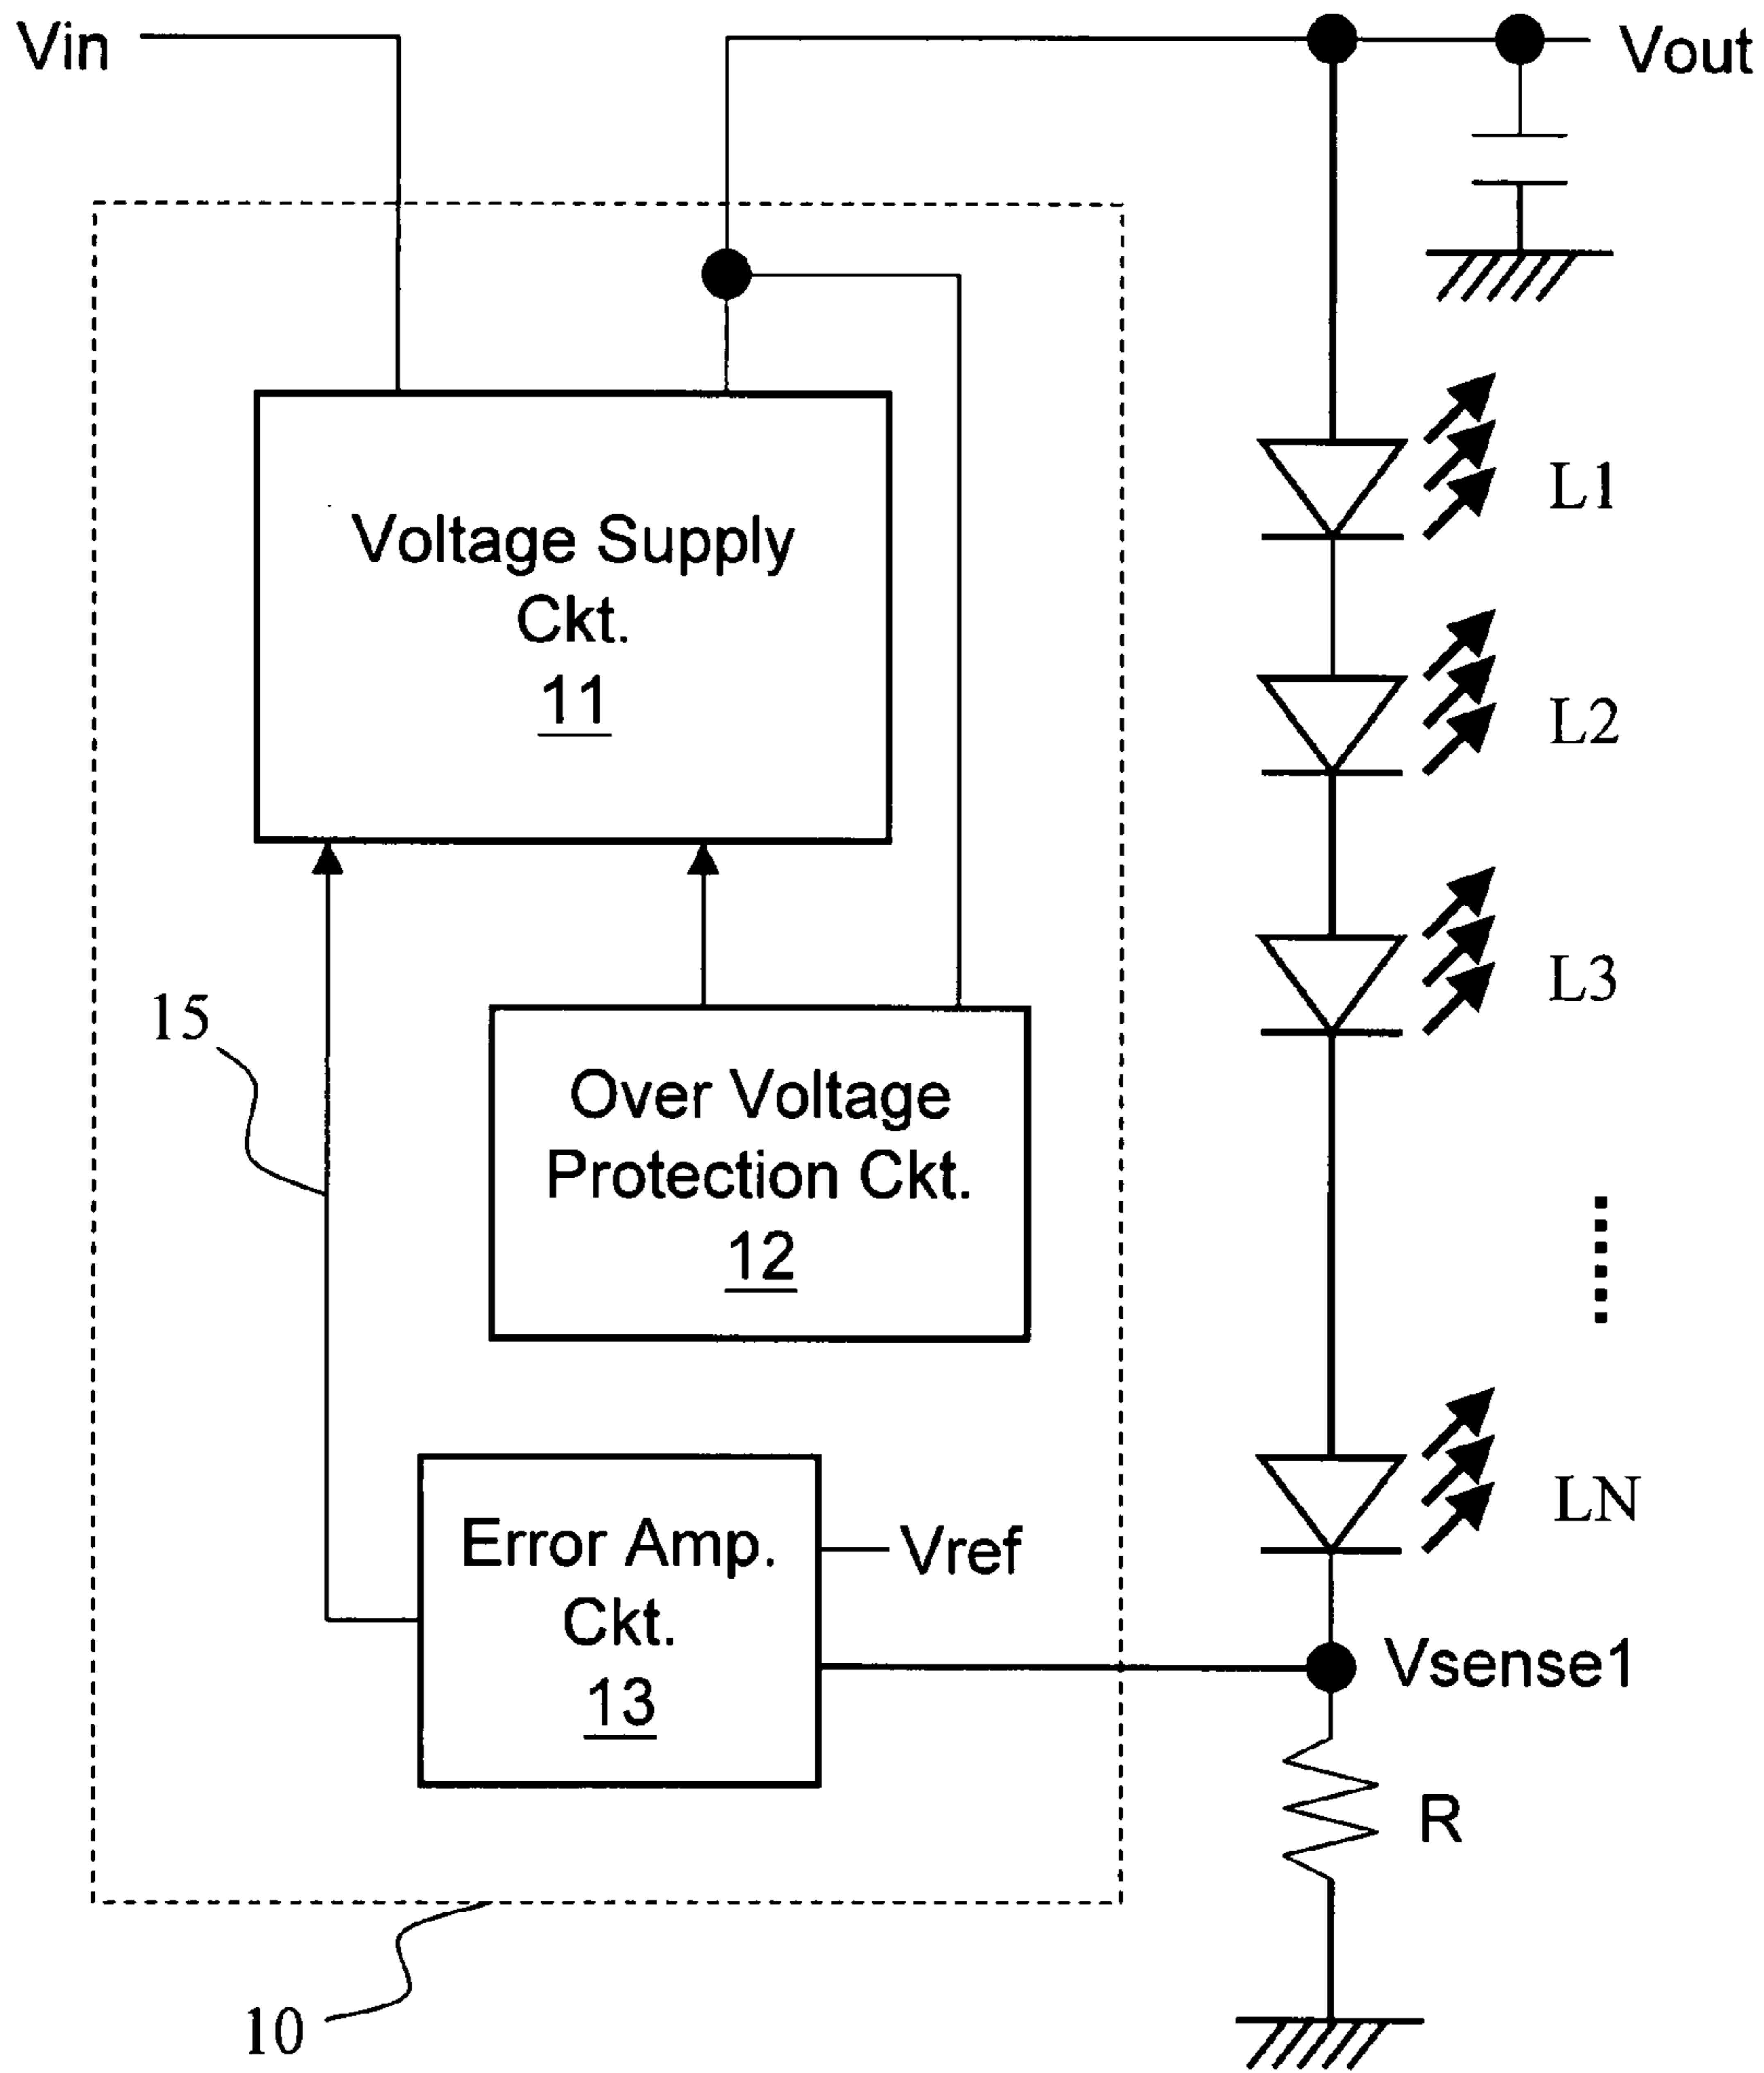 Vin
Vout
L1
Voltage Supply
Ckt.
11
L2
L3
15
Over Voltage
Protection Ckt.
12
LN
Error Amp.
Ckt.
13
Vref
Vsense1
R
10